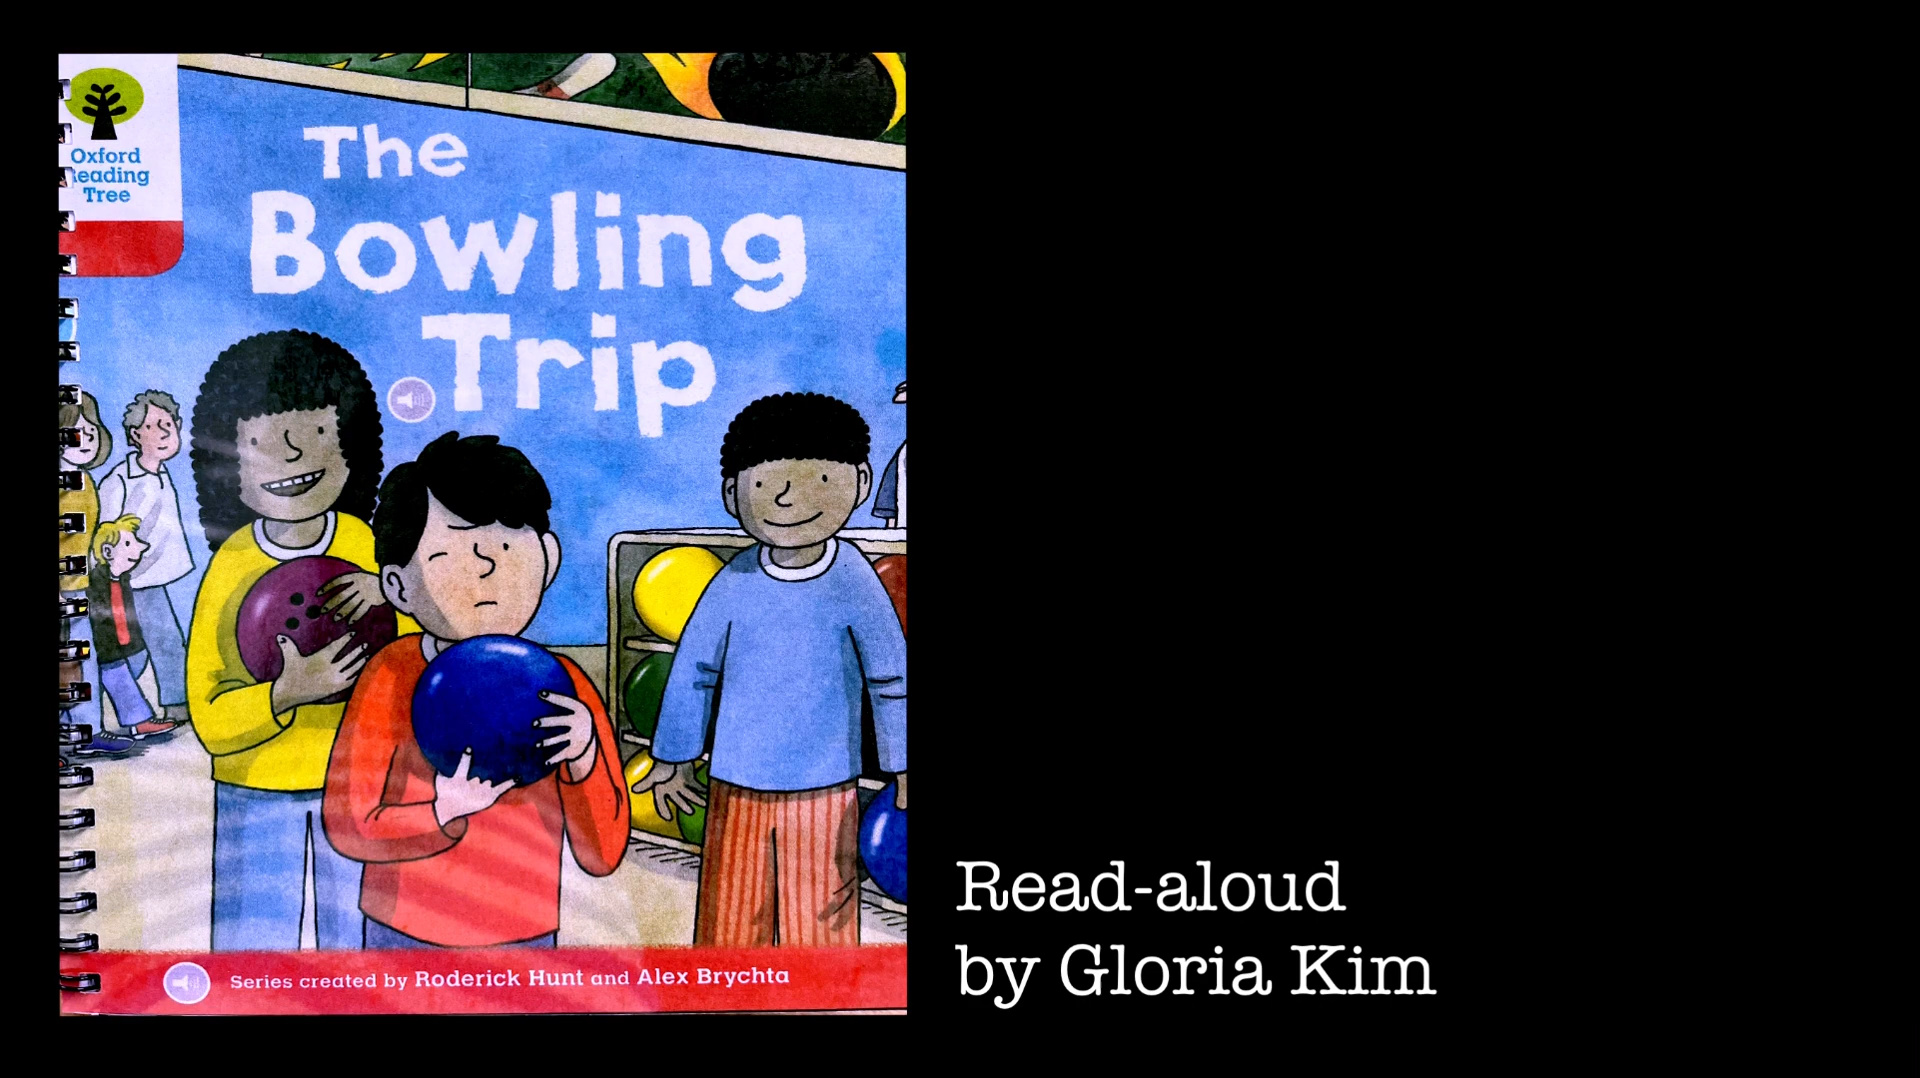 Oxford
Reading
Tree
The
Bowling
Trip
Series created by Roderick Hunt and Alex Brychta
Read-aloud
by Gloria Kim